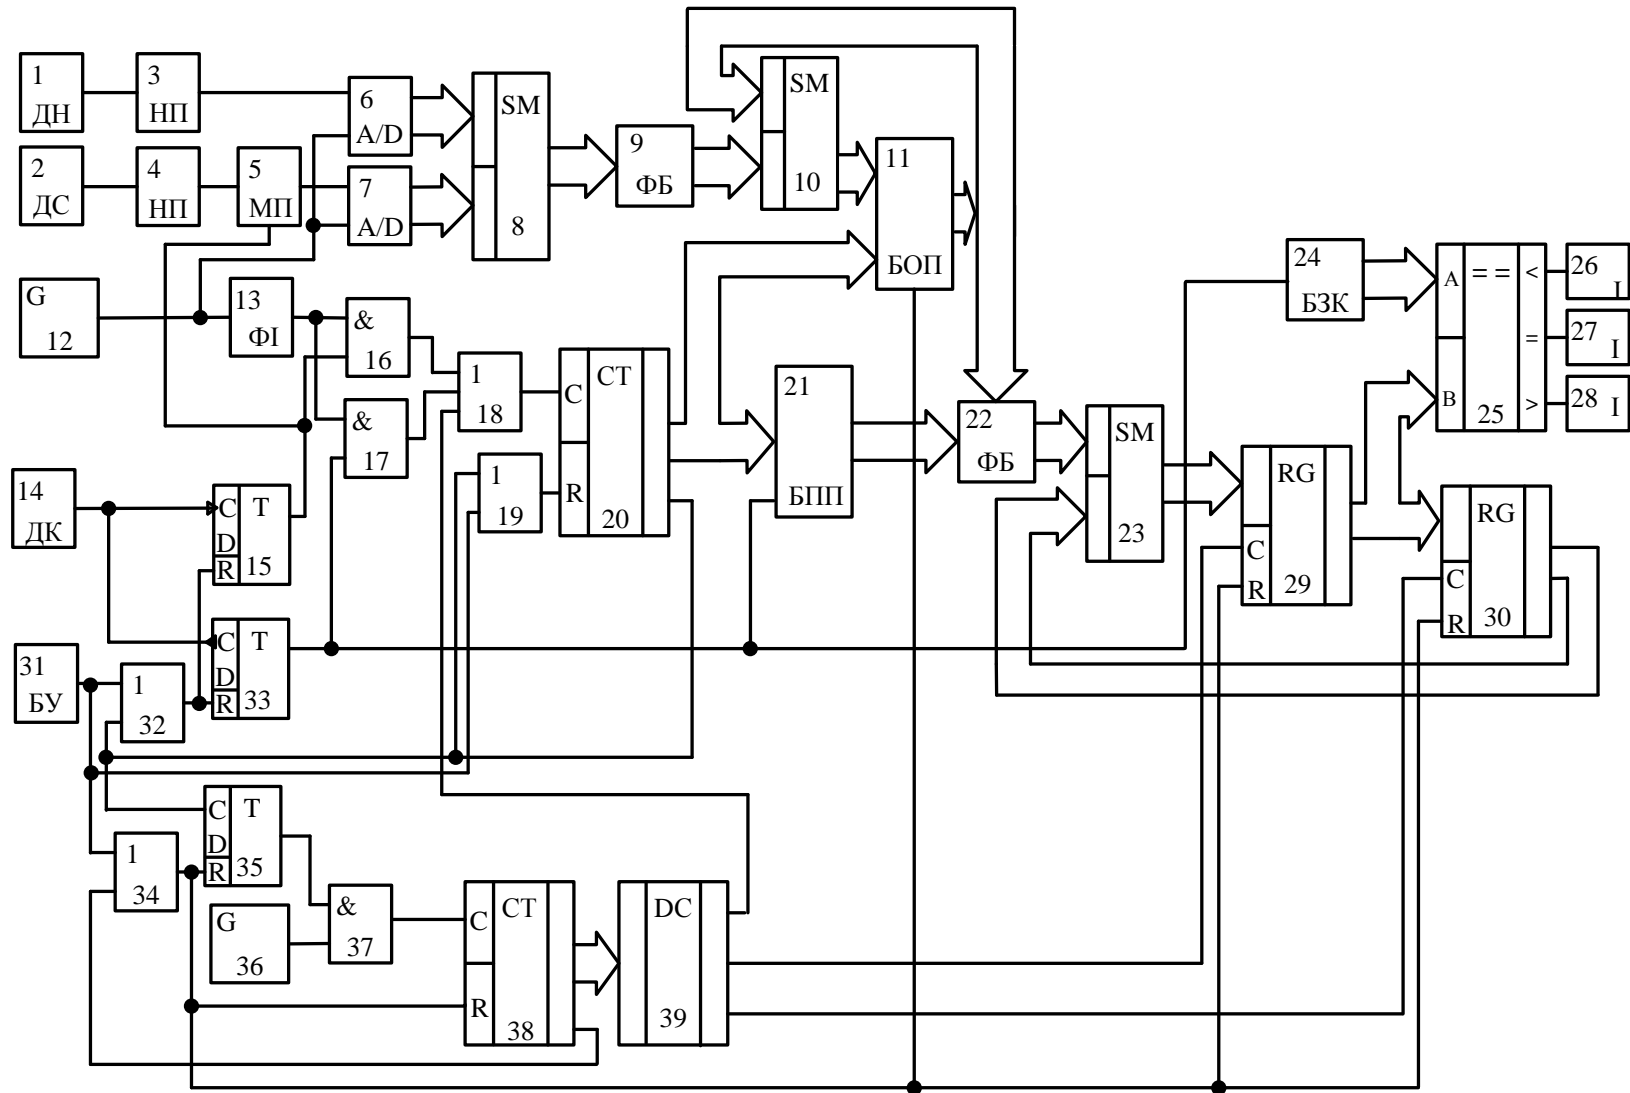 1
ДН
3
НП
6
A/D
SM
8
2
ДС
4
НП
5
МП
7
A/D
9
ФБ
SM
10
11
БОП
G
12
13
ФІ
&
16
&
17
1
18
1
19
C
R
CT
20
21
БПП
22
ФБ
SM
23
24
БЗК
A
B
= =
25
<
=
>
26
I
27
I
28
I
14
ДК
C
D
R
T
15
C
R
RG
29
C
R
RG
30
31
БУ
1
32
C
D
R
T
33
1
34
C
D
R
T
35
G
36
&
37
C
R
CT
38
DC
39